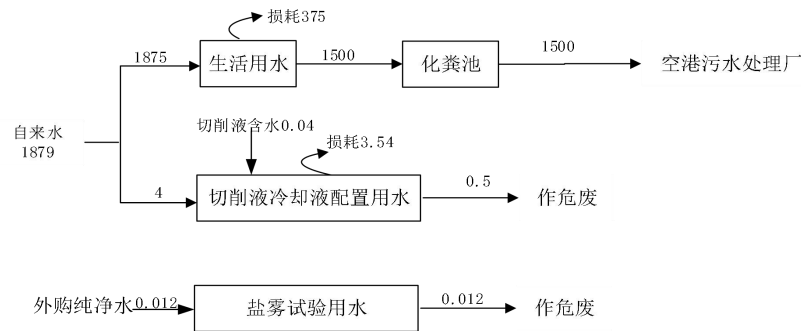 损耗375
1875
生活用水
1500
化粪池
1500
空港污水处理厂
自来水
1879
切削液含水0.04
损耗3.54
4
切削液冷却液配置用水
0.5
作危废
外购纯净水
0.012
盐雾试验用水
0.012
作危废